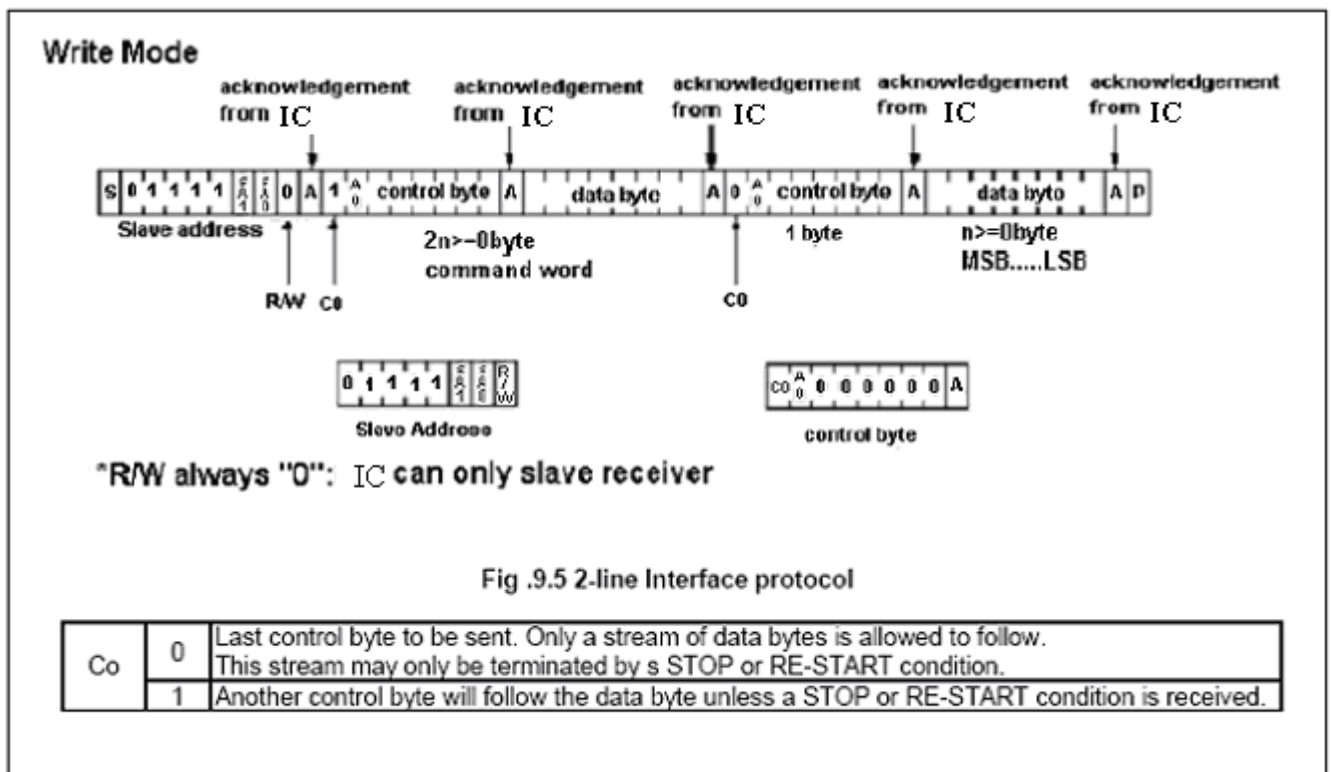 Write Mode
acknowledgement from IC
acknowledgement from IC
acknowledgement from IC
acknowledgement from IC
acknowledgement from IC
S 0 1 1 1 1 SA1 SA0 0 A 1 A0 control byte A data byte A 0 A0 control byte A data byte A P
Slave address
2n>=0byte
command word
1 byte
n>=0byte
MSB.....LSB
R/W C0
C0
0 1 1 1 1 SA1 SA0 R/W
Slave Address
CO A0 0 0 0 0 0 0 A
control byte
*R/W always "0": IC can only slave receiver
Fig .9.5 2-line Interface protocol
Co
0
Last control byte to be sent. Only a stream of data bytes is allowed to follow.
This stream may only be terminated by s STOP or RE-START condition.
1
Another control byte will follow the data byte unless a STOP or RE-START condition is received.